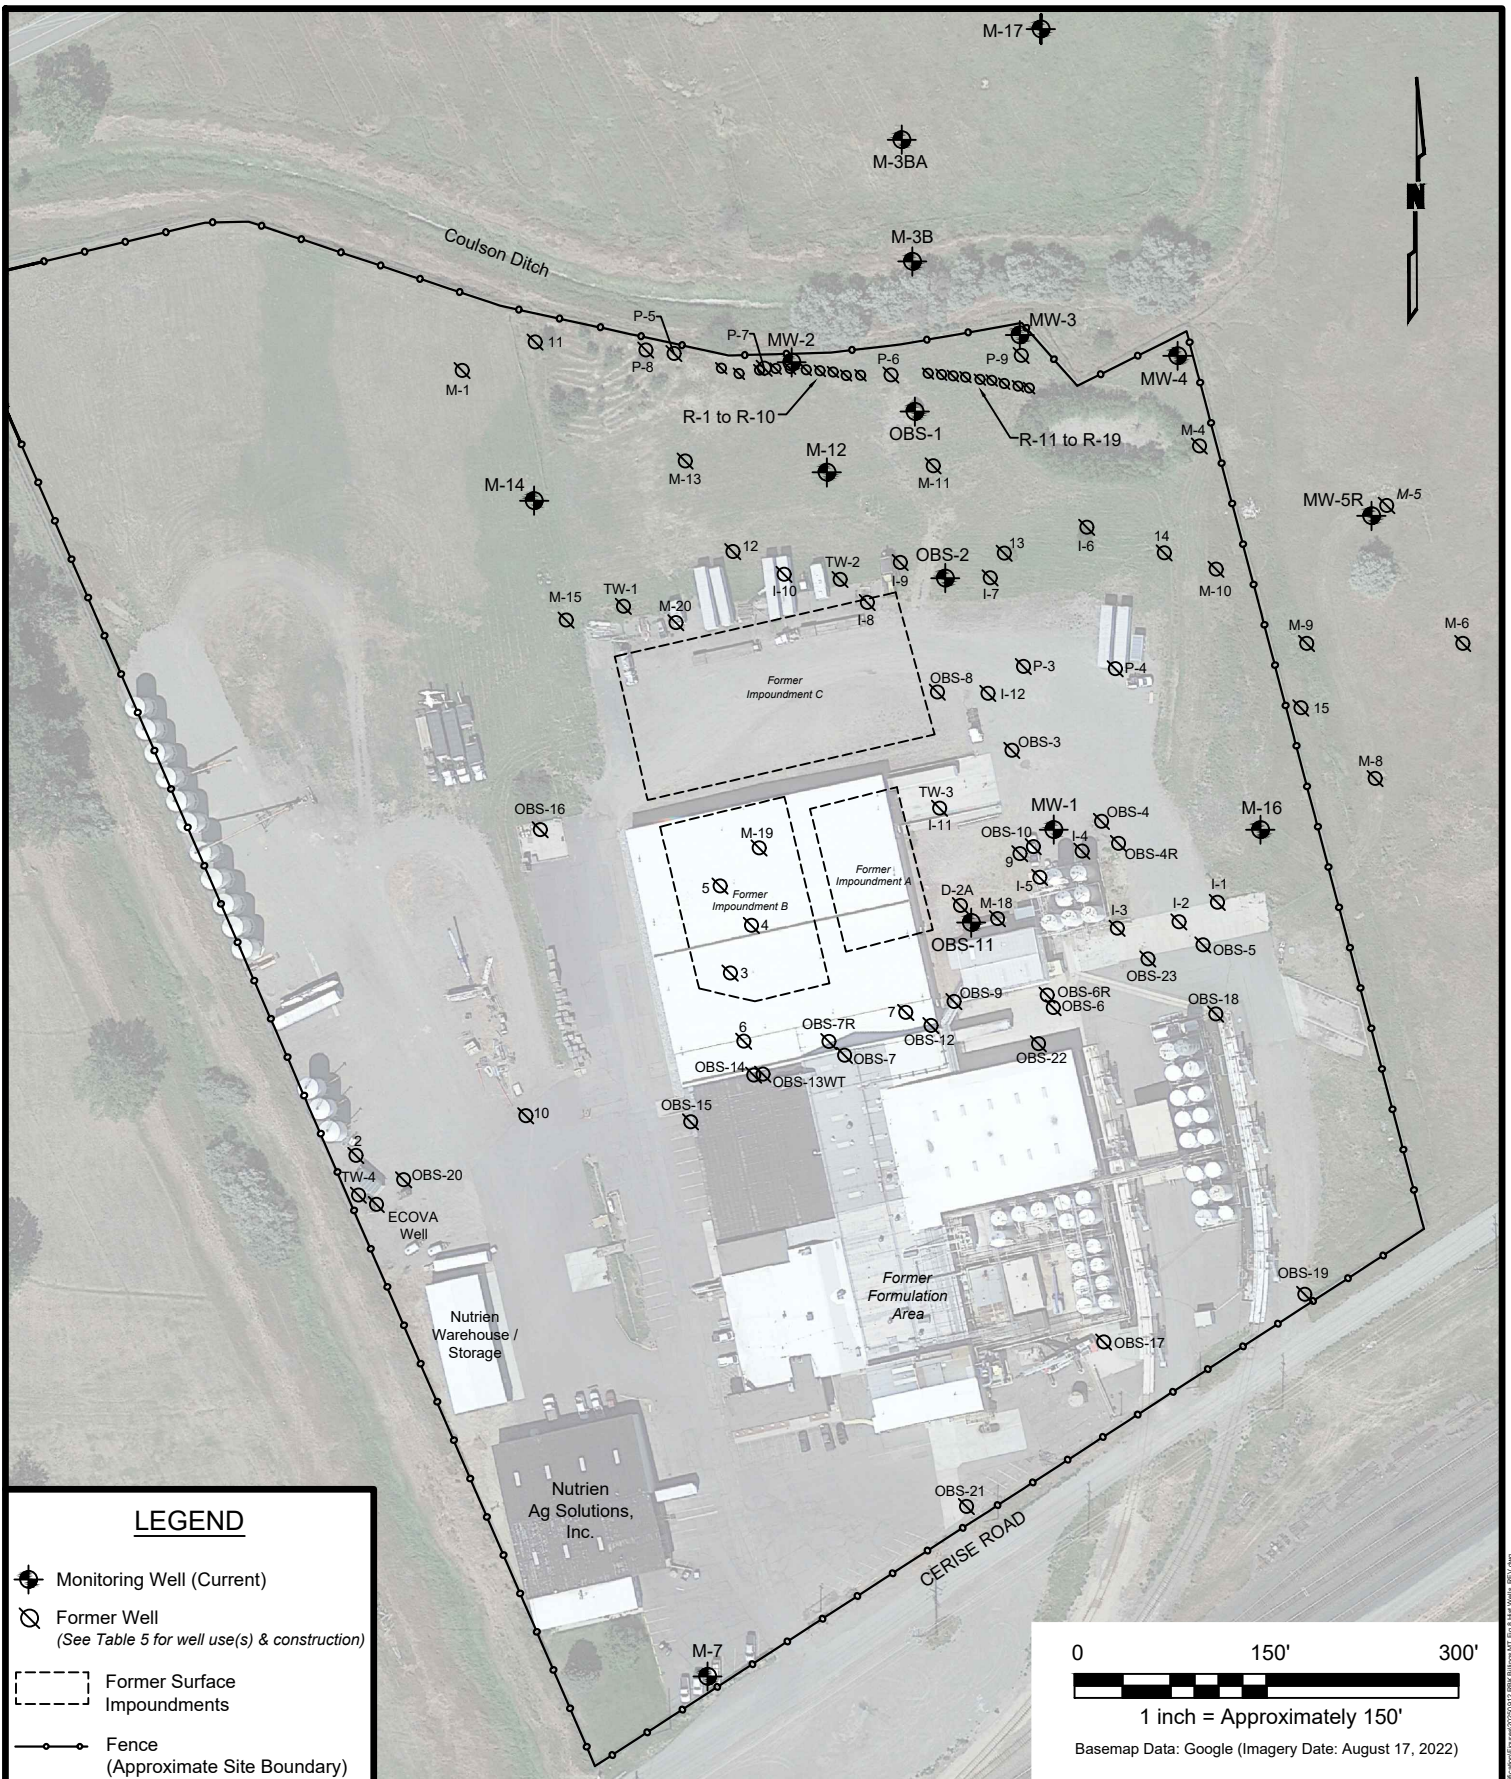 M-17
M-3BA
N
M-3B
Coulson Ditch
P-5
P-7
MW-2
MW-3
11
P-8
P-6
P-9
MW-4
M-1
R-1 to R-10
OBS-1
R-11 to R-19
M-4
M-12
M-13
M-11
M-14
MW-5R
M-5
12
I-6
14
13
OBS-2
TW-2
I-9
I-10
I-7
M-10
M-15
TW-1
M-20
I-8
M-9
M-6
P-3
P-4
Former
Impoundment C
OBS-8
I-12
15
OBS-3
M-8
TW-3
I-11
OBS-16
MW-1
OBS-4
M-16
M-19
OBS-10
I-4
OBS-4R
9
5
Former
Impoundment B
Former
Impoundment A
I-5
D-2A
M-18
I-1
I-2
I-3
4
OBS-11
OBS-5
OBS-23
3
OBS-9
OBS-6R
OBS-6
OBS-18
7
OBS-12
6
OBS-7R
OBS-7
OBS-22
OBS-14
OBS-13WT
10
OBS-15
2
TW-4
OBS-20
ECOVA
Well
OBS-19
Former
Formulation
Area
Nutrien
Warehouse /
Storage
OBS-17
Nutrien
Ag Solutions,
Inc.
OBS-21
CERISE ROAD
M-7
LEGEND
Monitoring Well (Current)
Former Well
(See Table 5 for well use(s) & construction)
Former Surface
Impoundments
Fence
(Approximate Site Boundary)
0 150' 300'
1 inch = Approximately 150'
Basemap Data: Google (Imagery Date: August 17, 2022)